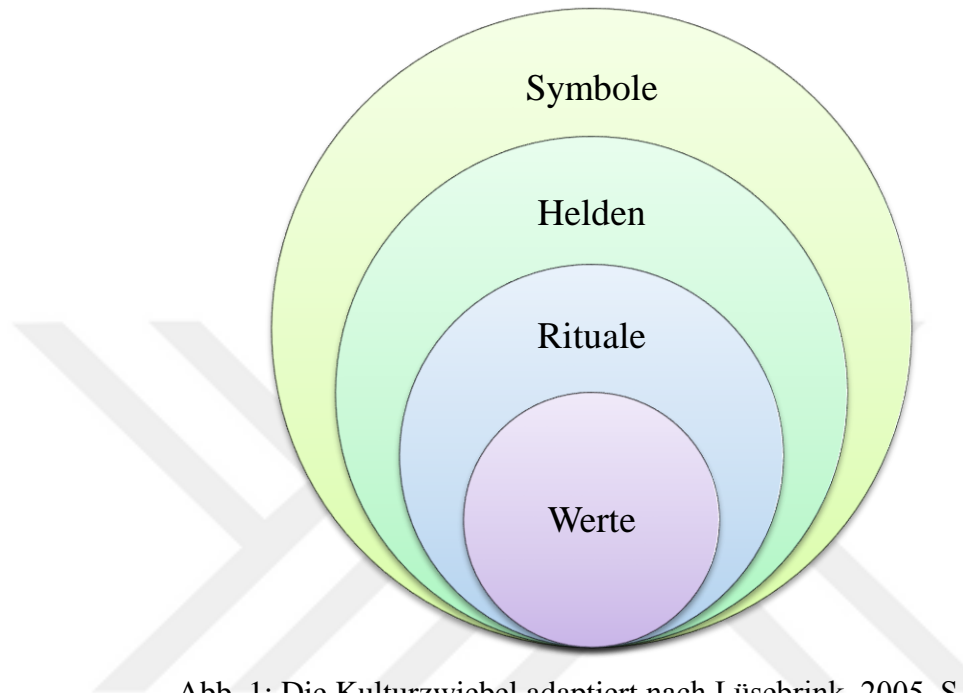 Symbole
Helden
Rituale
Werte
Abb. 1: Die Kulturzwiebel adaptiert nach Lüsebrink, 2005, S